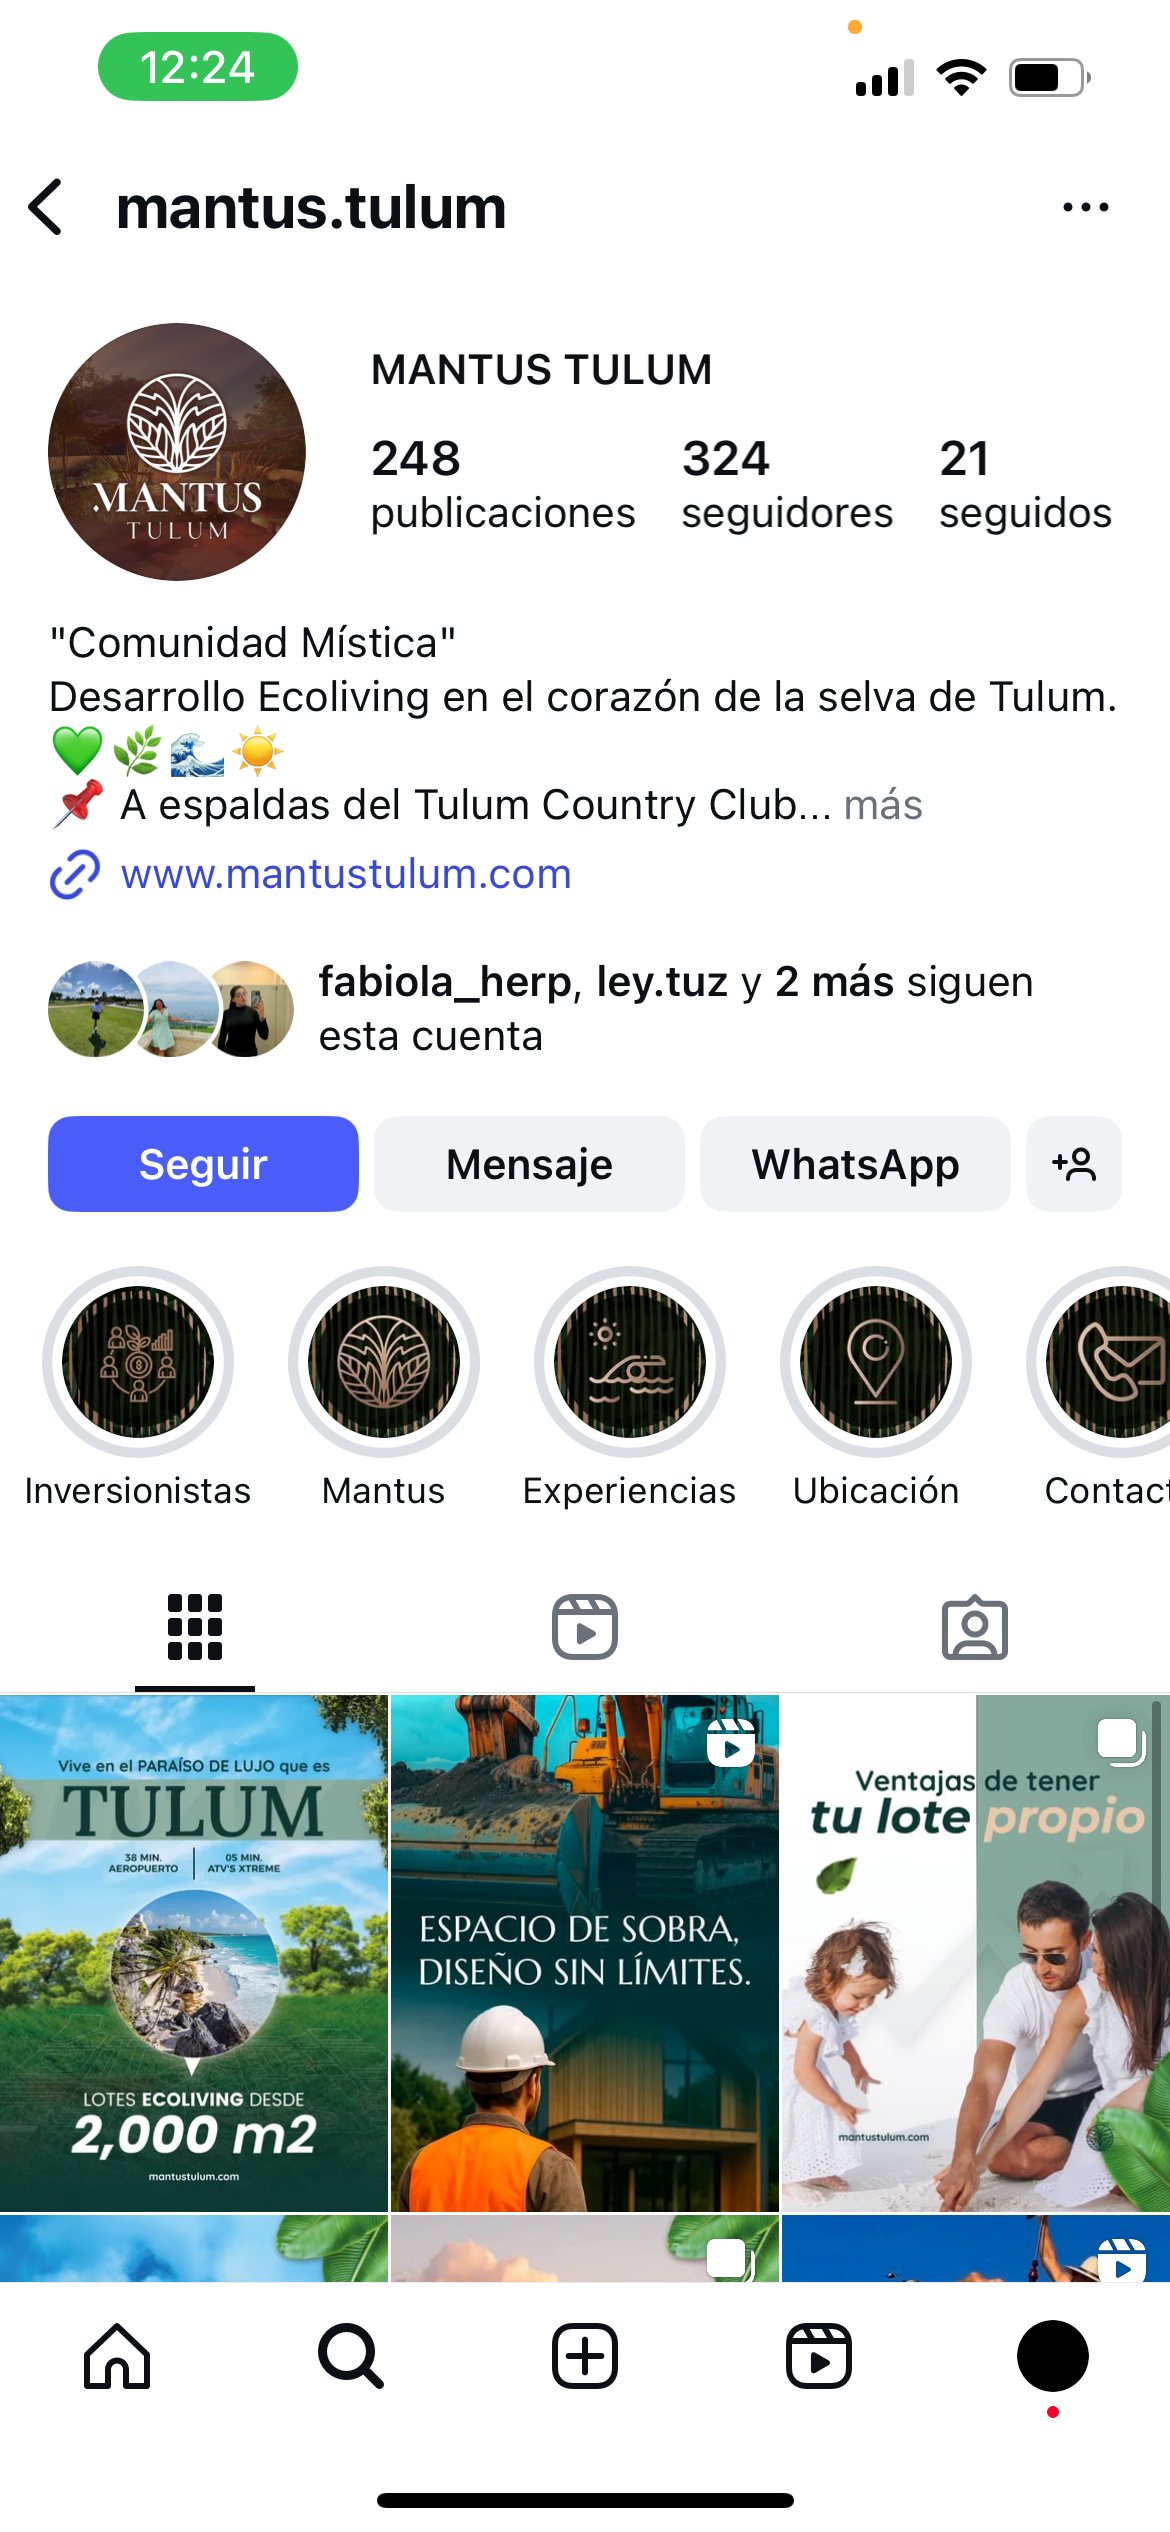 12:24
mantus.tulum
MANTUS TULUM
248 324 21
publicaciones seguidores seguidos
MANTUS
TULUM
"Comunidad Mística"
Desarrollo Ecoliving en el corazón de la selva de Tulum.
💚🌿🌊☀️
📌 A espaldas del Tulum Country Club... más
www.mantustulum.com
fabiola_herp, ley.tuz y 2 más siguen
esta cuenta
Seguir Mensaje WhatsApp
Inversionistas Mantus Experiencias Ubicación Contact
Vive en el PARAÍSO DE LUJO que es
TULUM
38 MIN.
AEROPUERTO
05 MIN.
ATV'S XTREME
LOTES ECOLIVING DESDE
2,000 m2
mantustulum.com
ESPACIO DE SOBRA,
DISEÑO SIN LÍMITES.
Ventajas de tener
tu lote propio
mantustulum.com